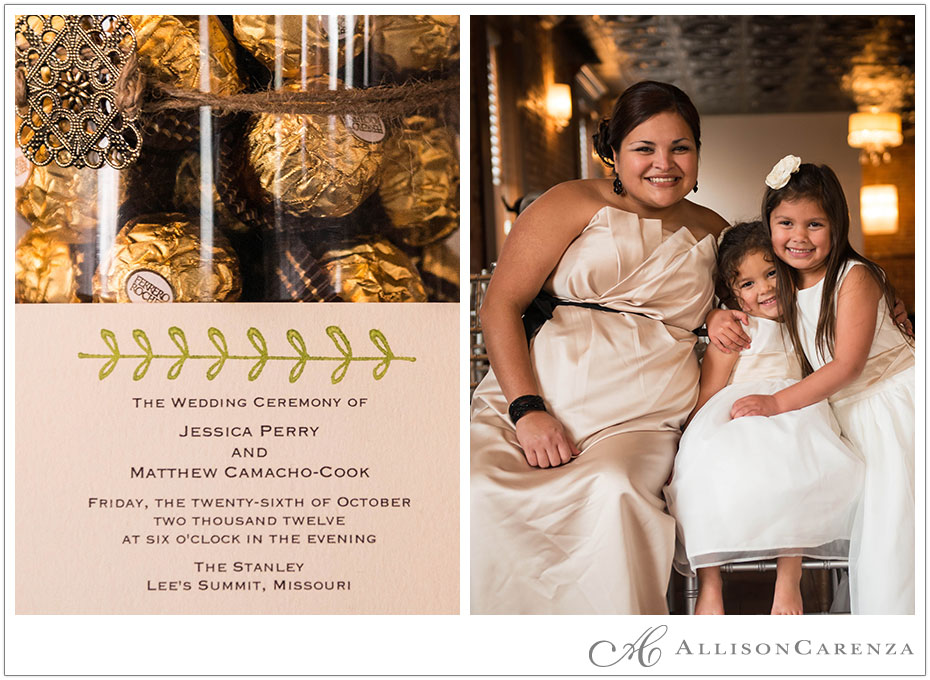 FERRERO
ROCHER
THE WEDDING CEREMONY OF
JESSICA PERRY
AND
MATTHEW CAMACHO-COOK
FRIDAY, THE TWENTY-SIXTH OF OCTOBER
TWO THOUSAND TWELVE
AT SIX O'CLOCK IN THE EVENING
THE STANLEY
LEE'S SUMMIT, MISSOURI
AC ALLISONCARENZA